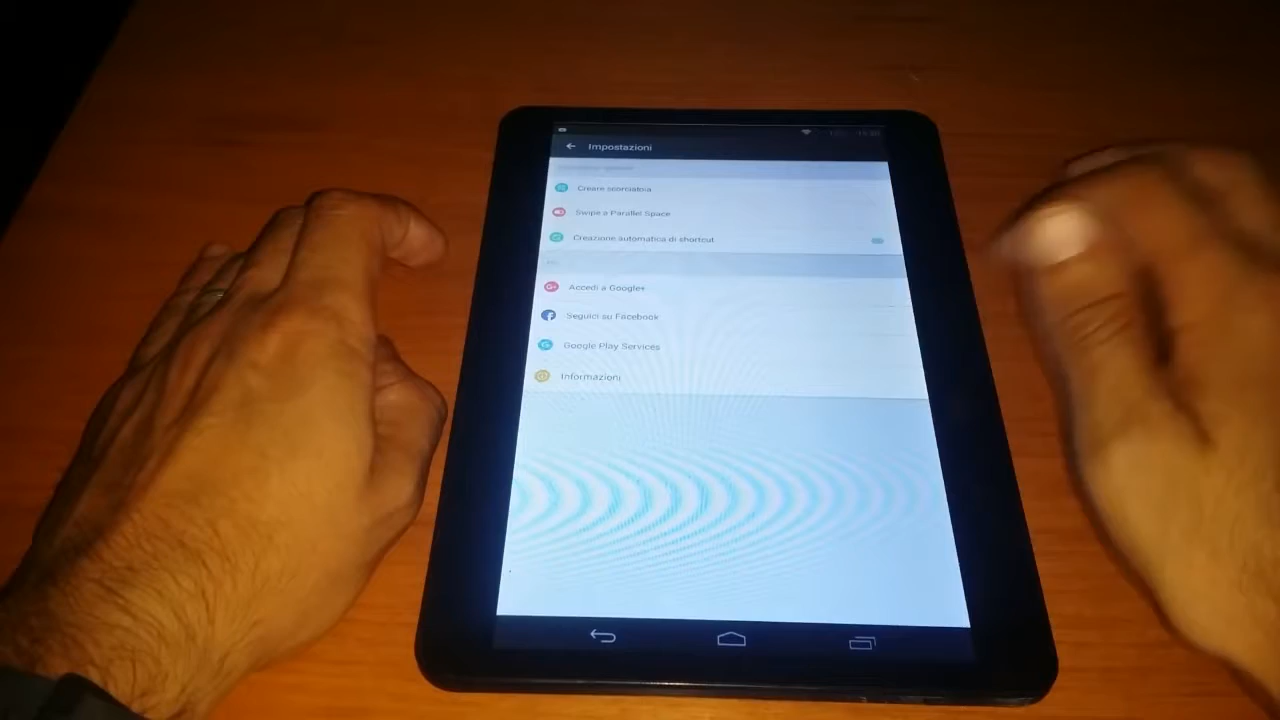 Impostazioni
Creare scorciatoia
Swipe a Parallel Space
Creazione automatica di shortcut
Accedi a Google+
Seguici su Facebook
Google Play Services
Informazioni